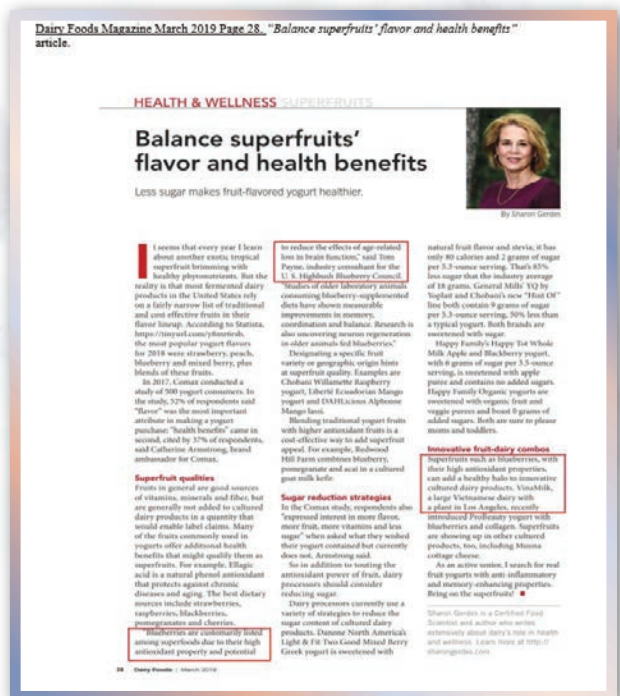 Dairy Foods Magazine March 2019 Page 28. "Balance superfruits' flavor and health benefits"
article.
HEALTH & WELLNESS SUPERFRUITS
Balance superfruits'
flavor and health benefits
Less sugar makes fruit-flavored yogurt healthier.
By Sharon Gerdes
It seems that every year I learn
about another exotic, tropical
superfruit brimming with
healthy phytonutrients. But the
reality is that most fermented dairy
products in the United States rely
on a fairly narrow list of traditional
and cost effective fruits in their
flavor lineup. According to Statista,
the most popular yogurt flavors
for 2018 were strawberry, peach,
blueberry and mixed berry, plus
blends of these fruits.
In 2017, Comax conducted a
study of 500 yogurt consumers. In
the study, 52% of respondents said
"flavor" was the most important
attribute in making a yogurt
purchase; "health benefits" came in
second, cited by 37% of respondents,
said Catherine Armstrong, brand
ambassador for Comax.
Superfruit qualities
Fruits in general are good sources
of vitamins, minerals and fiber, but
are generally not added to cultured
dairy products in a quantity that
would enable label claims. Many
of the fruits commonly used in
yogurts offer additional health
benefits that might qualify them as
superfruits. For example, Ellagic
acid is a natural phenol antioxidant
that protects against chronic
diseases and aging. The best dietary
sources include strawberries,
raspberries, blackberries,
pomegranates and cherries.
Blueberries are customarily listed
among superfoods due to their high
antioxidant property and potential
to reduce the effects of age-related
loss in brain function," said Tom
Payne, industry consultant for the
U. S. Highbush Blueberry Council.
"Studies of older laboratory animals
consuming blueberry-supplemented
diets have shown measurable
improvements in memory,
coordination and balance. Research is
also uncovering neuron regeneration
in older animals fed blueberries."
Designating a specific fruit
variety or geographic origin hints
at superfruit quality. Examples are
Chobani Willamette Raspberry
yogurt, Liberté Ecuadorian Mango
yogurt and DAHLicious Alphonse
Mango lassi.
Blending traditional yogurt fruits
with higher antioxidant fruits is a
cost-effective way to add superfruit
appeal. For example, Redwood
Hill Farm combines blueberry,
pomegranate and acai in a cultured
goat milk kefir.
Sugar reduction strategies
In the Comax study, respondents also
"expressed interest in more flavor,
more fruit, more vitamins and less
sugar" when asked what they wished
their yogurt contained but currently
does not, Armstrong said.
So in addition to touting the
antioxidant power of fruit, dairy
processors should consider
reducing sugar.
Dairy processors currently use a
variety of strategies to reduce the
sugar content of cultured dairy
products. Danone North America's
Light & Fit Two Good Mixed Berry
Greek yogurt is sweetened with
natural fruit flavor and stevia; it has
only 80 calories and 2 grams of sugar
per 5.3-ounce serving. That's 85%
less sugar that the industry average
of 18 grams. General Mills' YQ by
Yoplait and Chobani's new "Hint Of"
line both contain 9 grams of sugar
per 5.3-ounce serving, 50% less than
a typical yogurt. Both brands are
sweetened with sugar.
Happy Family's Happy Tot Whole
Milk Apple and Blackberry yogurt,
with 6 grams of sugar per 3.5-ounce
serving, is sweetened with apple
puree and contains no added sugars.
Happy Family Organic yogurts are
sweetened with organic fruit and
veggie purees and boast 0 grams of
added sugars. Both are sure to please
moms and toddlers.
Innovative fruit-dairy combos
Superfruits such as blueberries, with
their high antioxidant properties,
can add a healthy halo to innovative
cultured dairy products. VinaMilk,
a large Vietnamese dairy with
a plant in Los Angeles, recently
introduced ProBeauty yogurt with
blueberries and collagen. Superfruits
are showing up in other cultured
products, too, including Muuna
cottage cheese.
As an active senior, I search for real
fruit yogurts with anti-inflammatory
and memory-enhancing properties.
Bring on the superfruits!
Sharon Gerdes is a Certified Food
Scientist and author who writes
extensively about dairy's role in health
and wellness. Learn more at http://
sharongerdes.com
28 Dairy Foods | March 2019